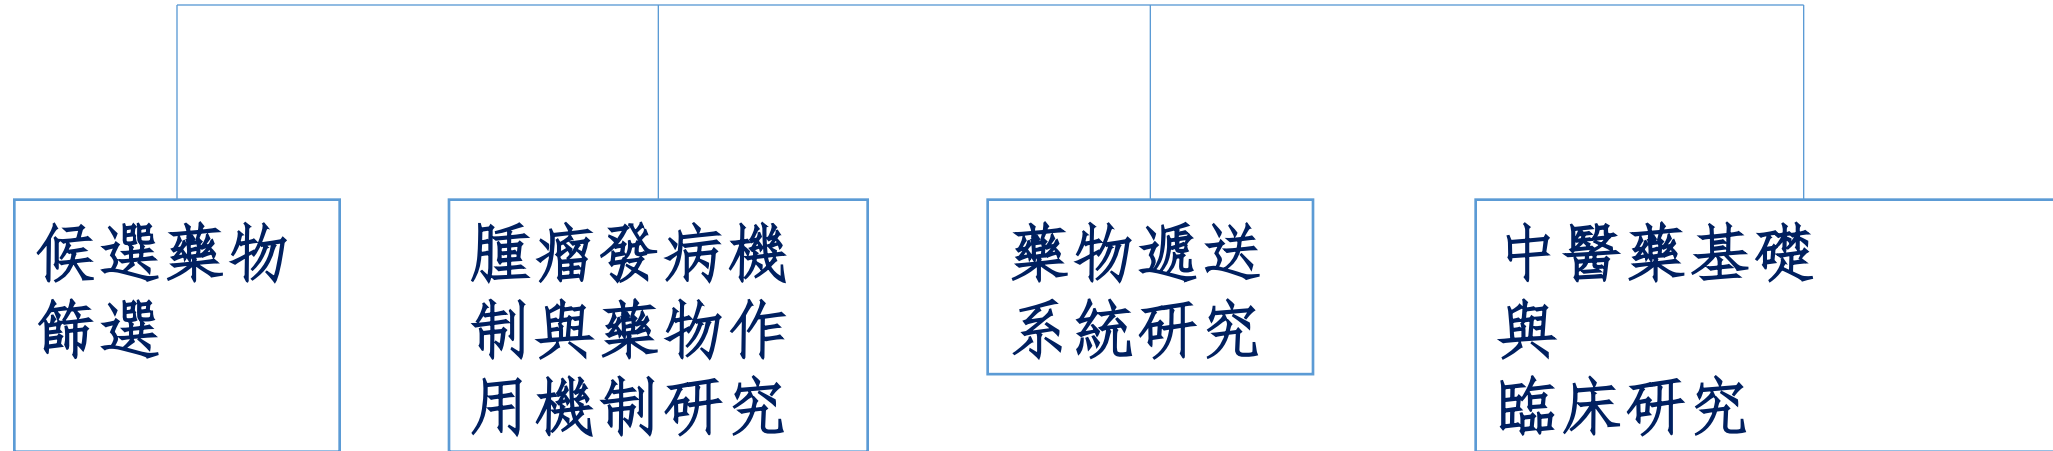 候選藥物
篩選
腫瘤發病機
制與藥物作
用機制研究
藥物遞送
系統研究
中醫藥基礎
與
臨床研究